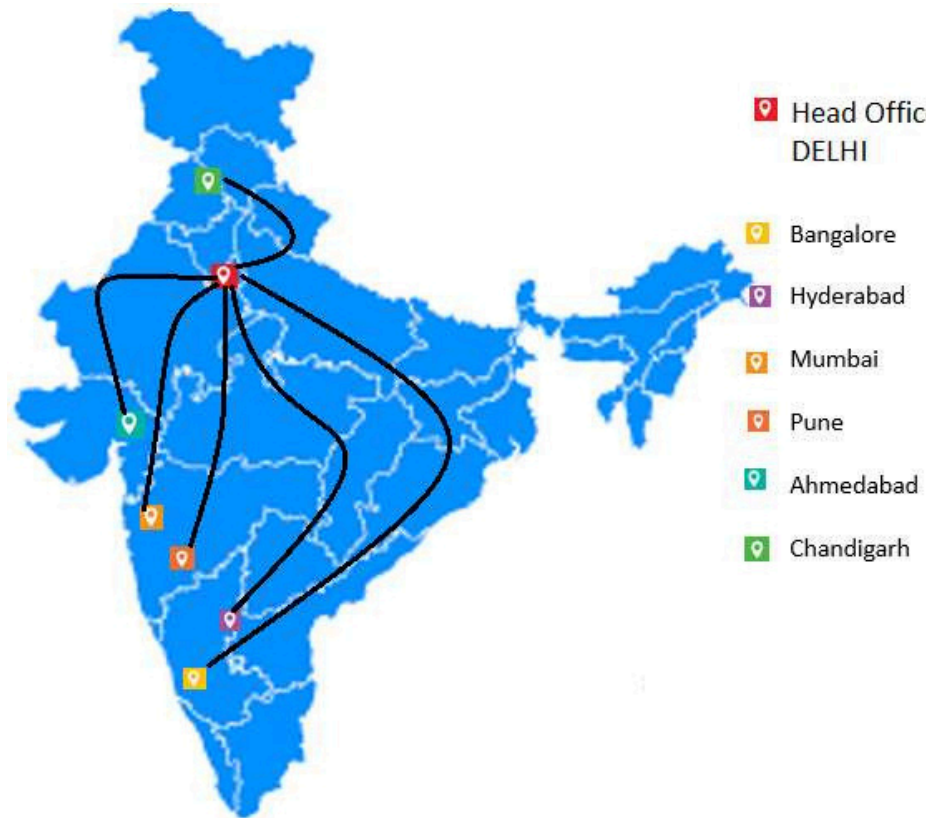 Head Offic
DELHI
Bangalore
Hyderabad
Mumbai
Pune
Ahmedabad
Chandigarh